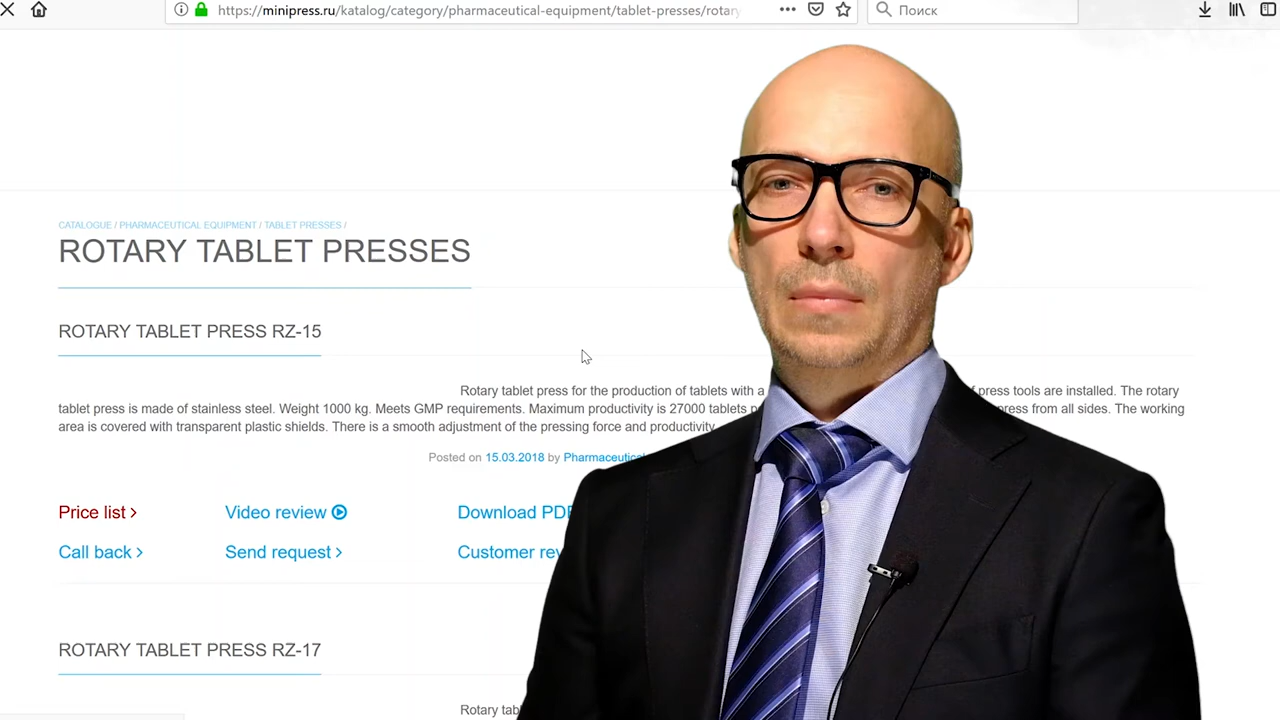 https://minipress.ru/katalog/category/pharmaceutical-equipment/tablet-presses/rotary
Поиск
CATALOGUE / PHARMACEUTICAL EQUIPMENT / TABLET PRESSES /
ROTARY TABLET PRESSES
ROTARY TABLET PRESS RZ-15
Rotary tablet press for the production of tablets with a f press tools are installed. The rotary
tablet press is made of stainless steel. Weight 1000 kg. Meets GMP requirements. Maximum productivity is 27000 tablets p press from all sides. The working
area is covered with transparent plastic shields. There is a smooth adjustment of the pressing force and productivity.
Posted on 15.03.2018 by Pharmaceutical
Price list >
Video review
Download PDF
Call back >
Send request >
Customer rev
ROTARY TABLET PRESS RZ-17
Rotary tab